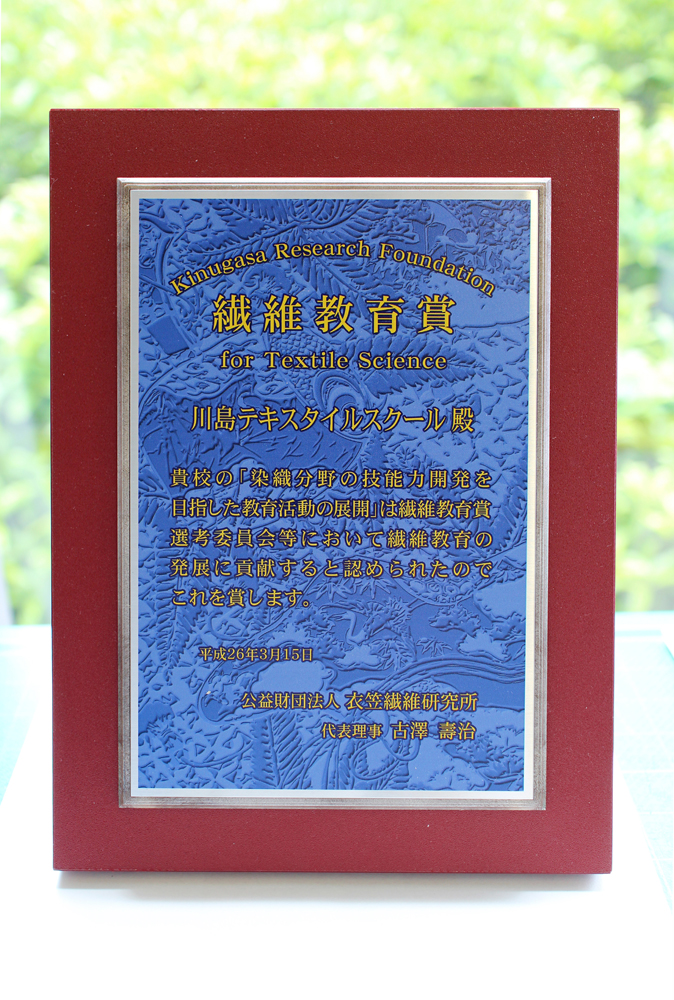 Kinugasa Research Foundation
繊維教育賞
for Textile Science
川島テキスタイルスクール 殿
貴校の「染織分野の技能力開発を
目指した教育活動の展開」は繊維教育賞
選考委員会等において繊維教育の
発展に貢献すると認められたので
これを賞します。
平成26年3月15日
公益財団法人 衣笠繊維研究所
代表理事 古澤 壽治